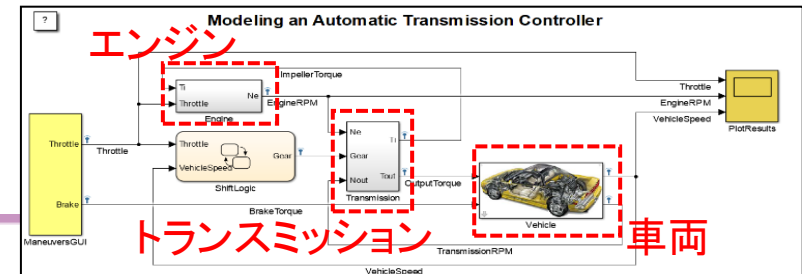 ?
Modeling an Automatic Transmission Controller
エンジン
ImpellerTorque
Ti
Throttle
Ne
Engine
EngineRPM
Throttle
EngineRPM
VehicleSpeed
PlotResults
Throttle
Throttle
Throttle
VehicleSpeed
Gear
ShiftLogic
Ne
Gear
Nout
Ti
Tout
Transmission
OutputTorque
Vehicle
Brake
BrakeTorque
ManeuversGUI
トランスミッション
車両
TransmissionRPM
VehicleSpeed